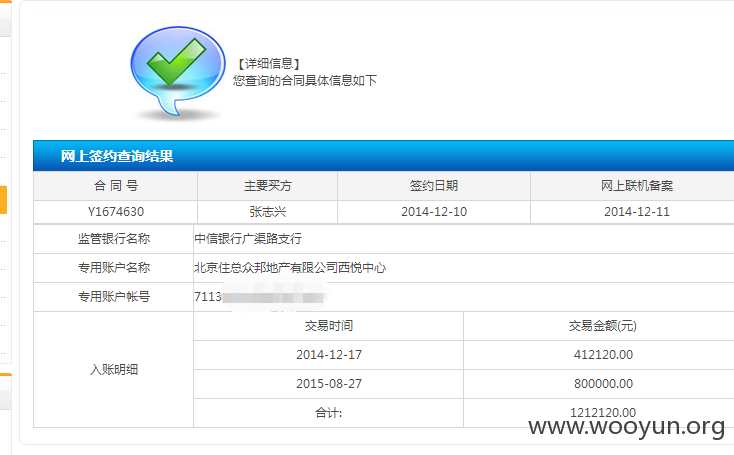 【详细信息】
您查询的合同具体信息如下
网上签约查询结果
合 同 号 主要买方 签约日期 网上联机备案
Y1674630 张志兴 2014-12-10 2014-12-11
监管银行名称 中信银行广渠路支行
专用账户名称 北京住总众邦地产有限公司西悦中心
专用账户帐号 7113
交易时间 交易金额(元)
2014-12-17 412120.00
入账明细
2015-08-27 800000.00
合计: 1212120.00
www.wooyun.org